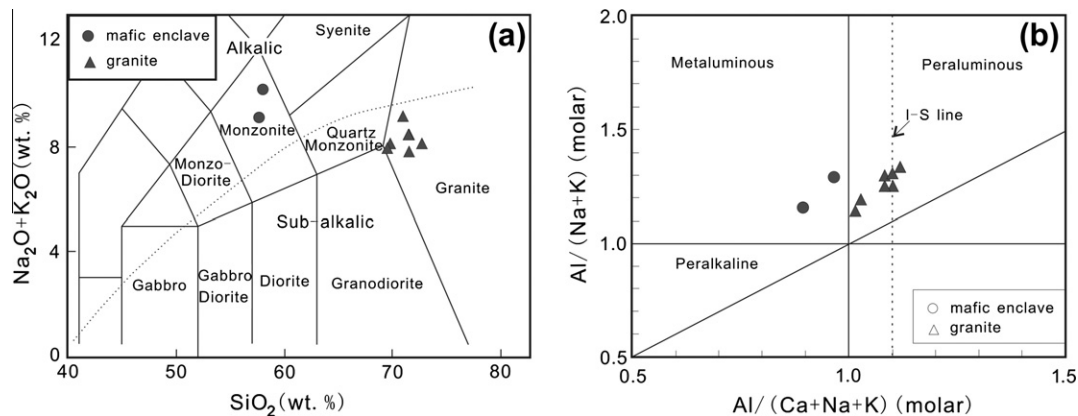 (a)
mafic enclave
granite
Alkalic
Syenite
Monzonite
Quartz
Monzonite
Monzo-
Diorite
Granite
Sub-alkalic
Gabbro
Gabbro
Diorite
Diorite
Granodiorite
12
8
4
0
40
50
60
70
80
Na₂O+K₂O (wt. %)
SiO₂ (wt. %)
(b)
Metaluminous
Peraluminous
I-S line
Peralkaline
mafic enclave
granite
2.0
1.5
1.0
0.5
0.5
1.0
1.5
Al/(Na+K) (molar)
Al/(Ca+Na+K) (molar)